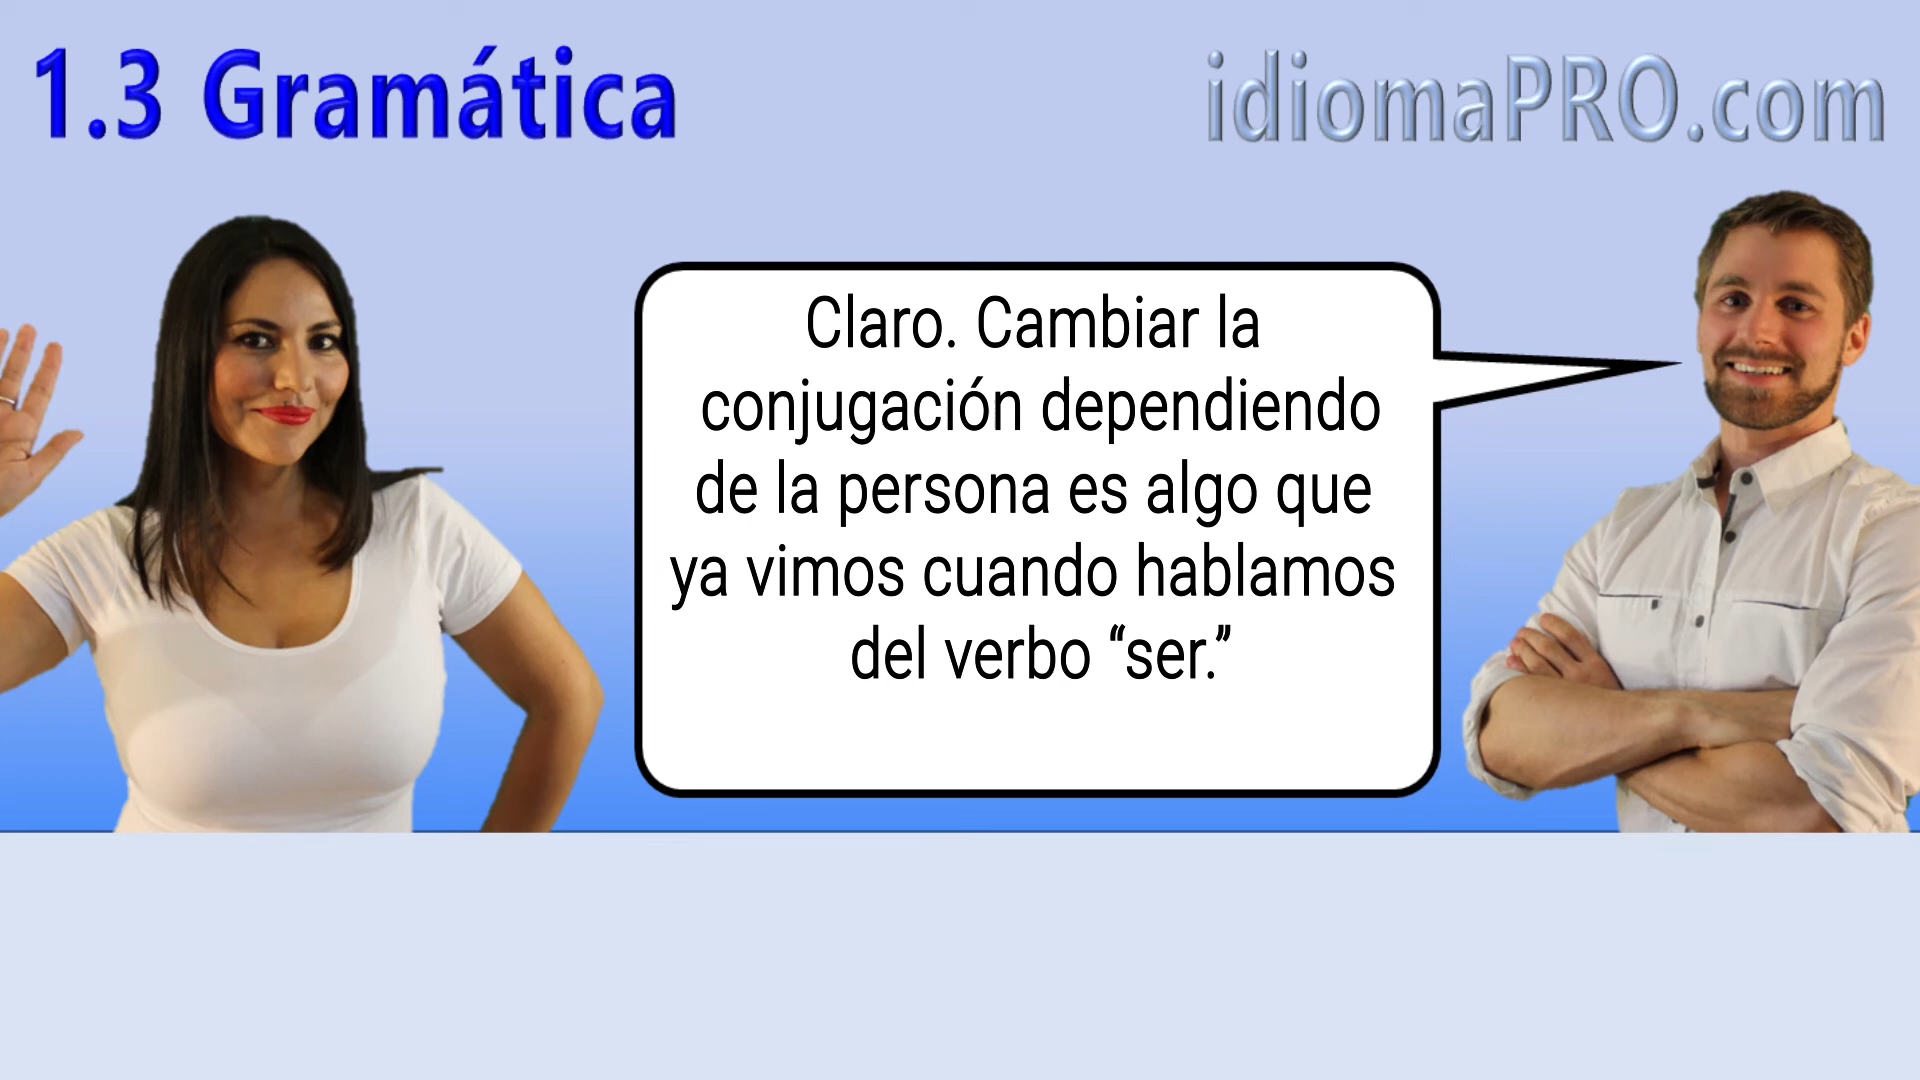 1.3 Gramática
idiomaPRO.com
Claro. Cambiar la
conjugación dependiendo
de la persona es algo que
ya vimos cuando hablamos
del verbo “ser.”